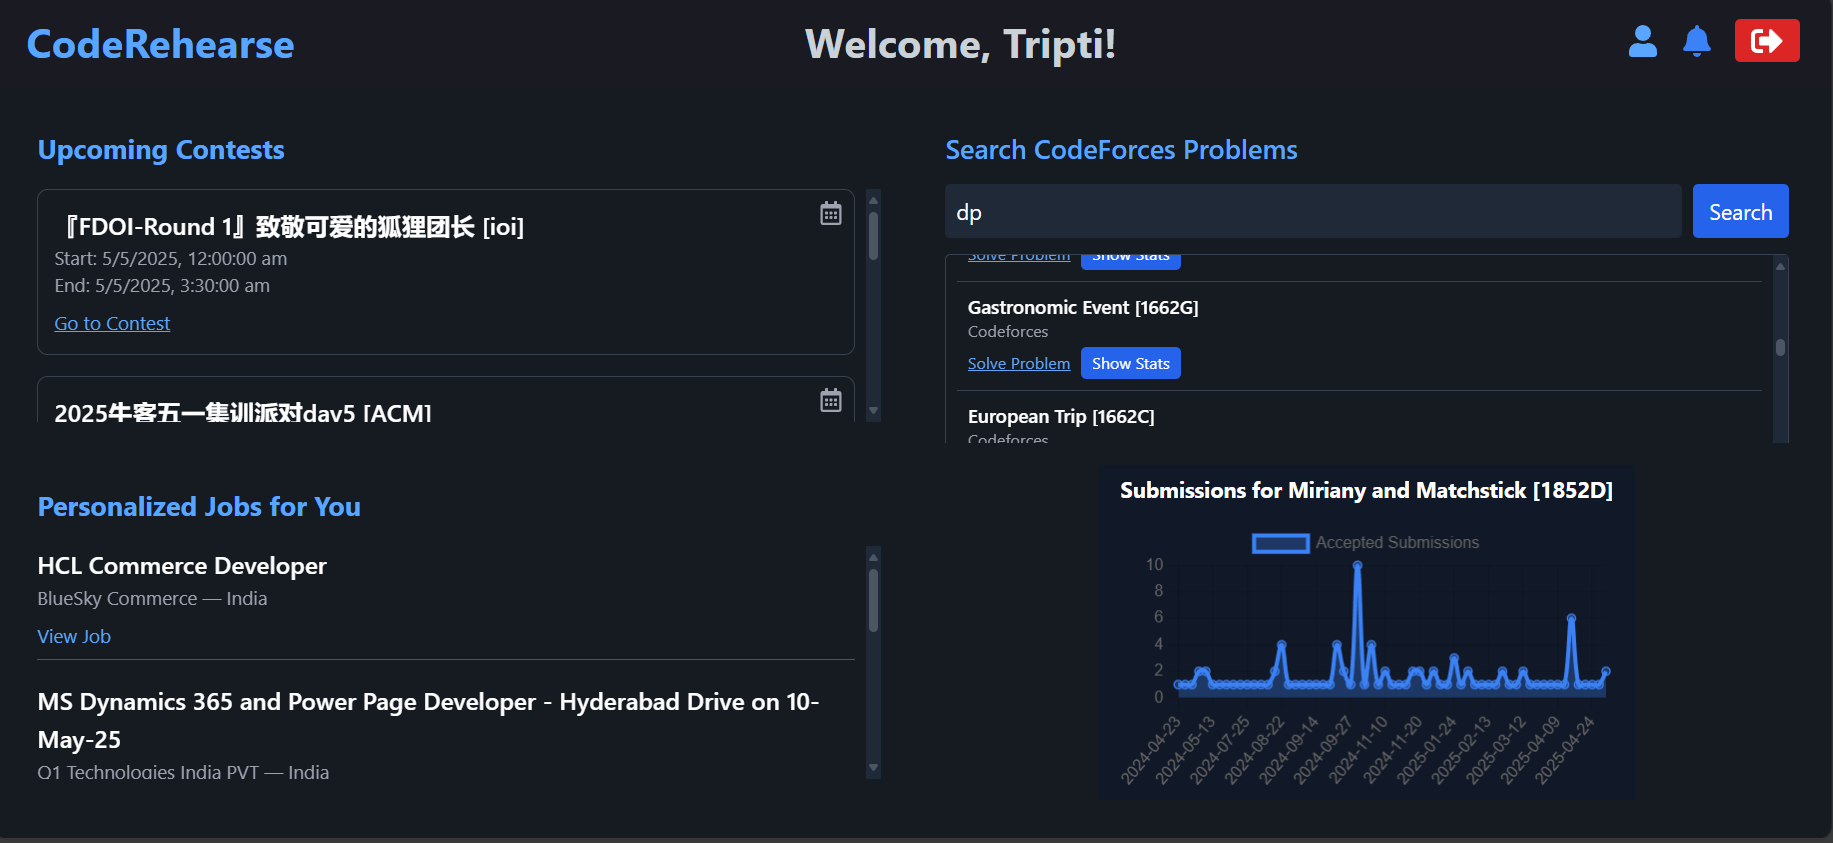 CodeRehearse
Welcome, Tripti!
Upcoming Contests
『FDOI-Round 1』致敬可爱的狐狸团长 [ioi]
Start: 5/5/2025, 12:00:00 am
End: 5/5/2025, 3:30:00 am
Go to Contest
2025牛客五一集训派对dav5 [ACM]
Personalized Jobs for You
HCL Commerce Developer
BlueSky Commerce — India
View Job
MS Dynamics 365 and Power Page Developer - Hyderabad Drive on 10-
May-25
Q1 Technologies India PVT — India
Search CodeForces Problems
dp
Search
Solve Problem Show Stats
Gastronomic Event [1662G]
Codeforces
Solve Problem Show Stats
European Trip [1662C]
Codeforces
Submissions for Miriany and Matchstick [1852D]
Accepted Submissions
10
8
6
4
2
0
2024-04-23
2024-05-13
2024-07-25
2024-08-22
2024-09-14
2024-09-27
2024-11-10
2024-11-20
2025-01-24
2025-02-13
2025-03-12
2025-04-09
2025-04-24